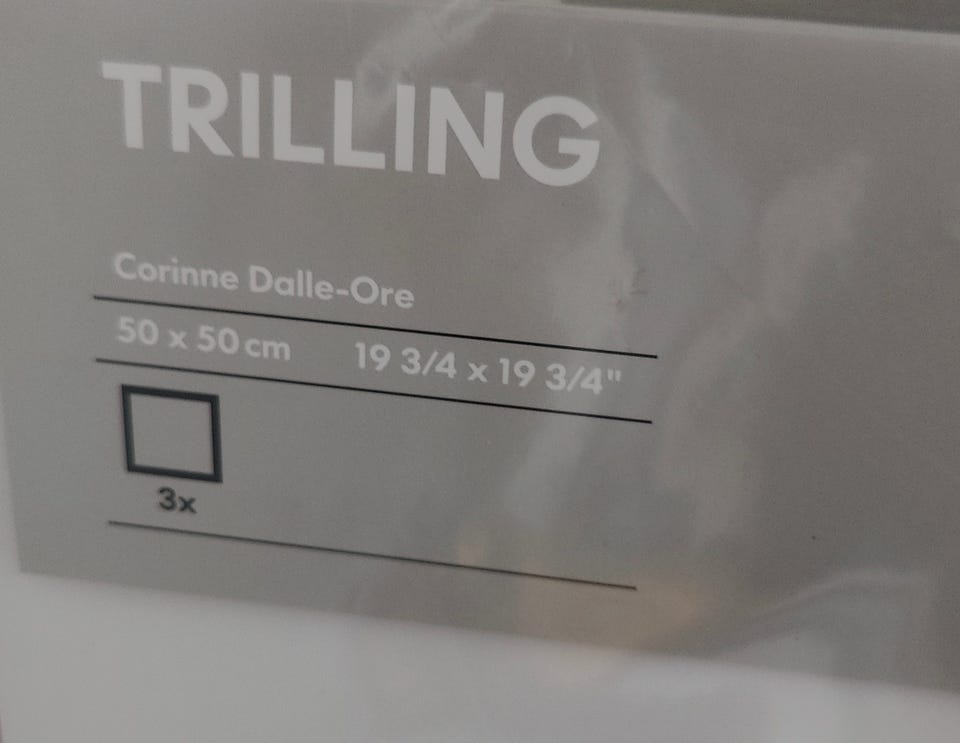 TRILLING
Corinne Dalle-Ore
50 x 50 cm 19 3/4 x 19 3/4"
3x